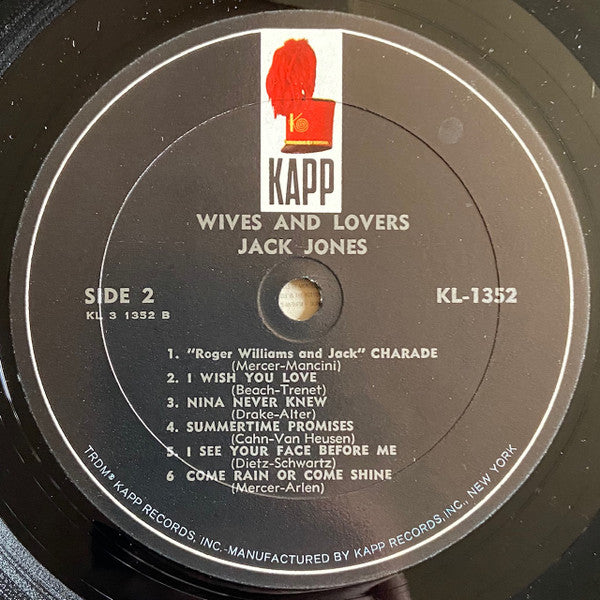 K
KAPP
WIVES AND LOVERS
JACK JONES
SIDE 2
KL 3 1352 B
KL-1352
1. "Roger Williams and Jack" CHARADE
(Mercer-Mancini)
2. I WISH YOU LOVE
(Beach-Trenet)
3. NINA NEVER KNEW
(Drake-Alter)
4. SUMMERTIME PROMISES
(Cahn-Van Heusen)
5. I SEE YOUR FACE BEFORE ME
(Dietz-Schwartz)
6 COME RAIN OR COME SHINE
(Mercer-Arlen)
TRDM® KAPP RECORDS, INC.-MANUFACTURED BY KAPP RECORDS, INC., NEW YORK